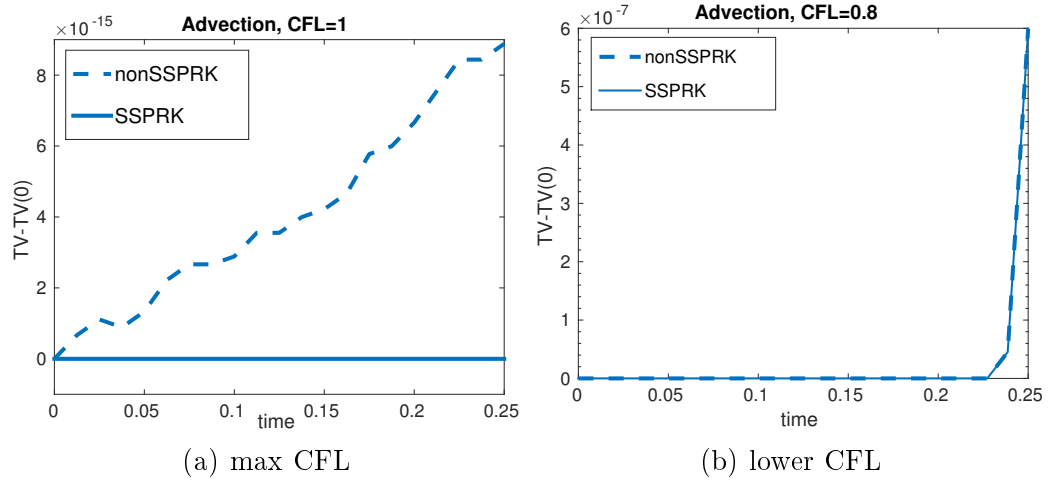 Advection, CFL=1
×10^-15
nonSSPRK
SSPRK
TV-TV(0)
8
6
4
2
0
0 0.05 0.1 0.15 0.2 0.25
time
(a) max CFL
Advection, CFL=0.8
×10^-7
nonSSPRK
SSPRK
TV-TV(0)
6
5
4
3
2
1
0
0 0.05 0.1 0.15 0.2 0.25
time
(b) lower CFL